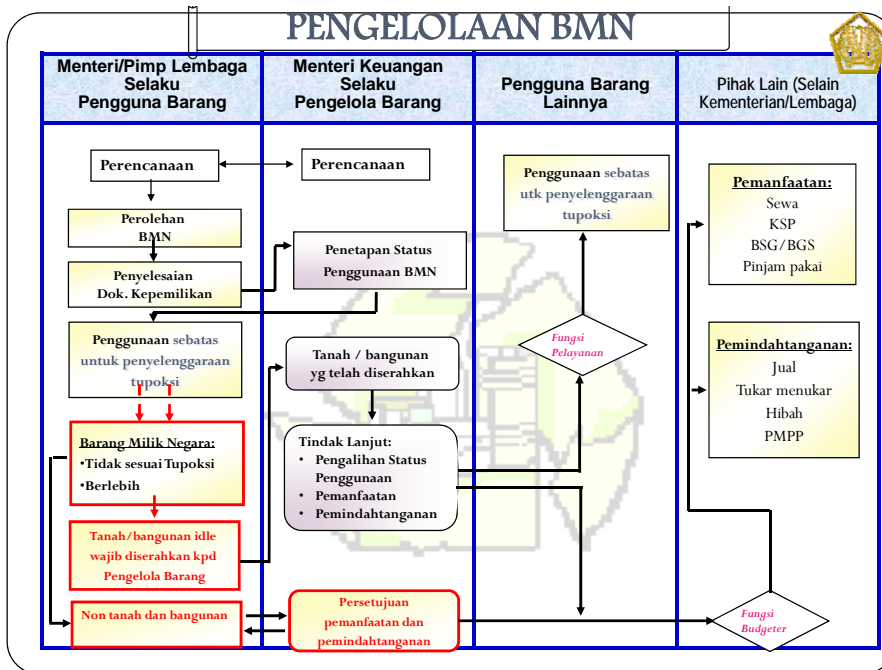 PENGELOLAAN BMN
Menteri/Pimp Lembaga
Selaku
Pengguna Barang
Menteri Keuangan
Selaku
Pengelola Barang
Pengguna Barang
Lainnya
Pihak Lain (Selain
Kementerian/Lembaga)
Perencanaan
Perencanaan
Perolehan
BMN
Penyelesaian
Dok. Kepemilikan
Penetapan Status
Penggunaan BMN
Penggunaan sebatas
utk penyelenggaraan
tupoksi
Pemanfaatan:
Sewa
KSP
BSG/BGS
Pinjam pakai
Penggunaan sebatas
untuk penyelenggaraan
tupoksi
Tanah / bangunan
yg telah diserahkan
Fungsi
Pelayanan
Pemindahtanganan:
Jual
Tukar menukar
Hibah
PMPP
Barang Milik Negara:
•Tidak sesuai Tupoksi
•Berlebih
Tindak Lanjut:
• Pengalihan Status
Penggunaan
• Pemanfaatan
• Pemindahtanganan
Tanah/bangunan idle
wajib diserahkan kpd
Pengelola Barang
Non tanah dan bangunan
Persetujuan
pemanfaatan dan
pemindahtanganan
Fungsi
Budgeter